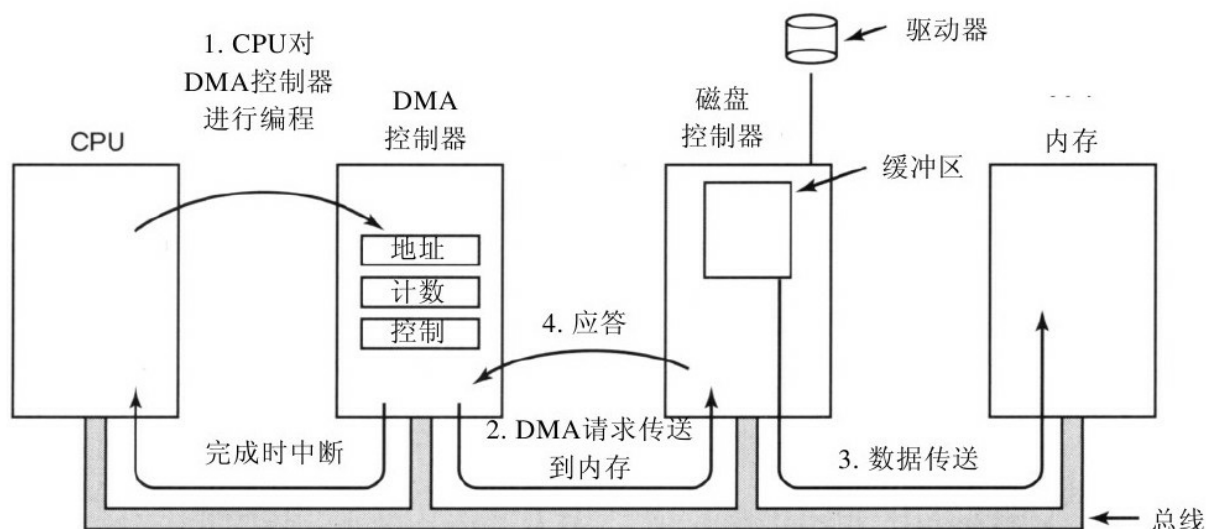 1. CPU对
DMA控制器
进行编程
CPU
DMA
控制器
磁盘
控制器
驱动器
内存
缓冲区
地址
计数
控制
4. 应答
完成时中断
2. DMA请求传送
到内存
3. 数据传送
总线